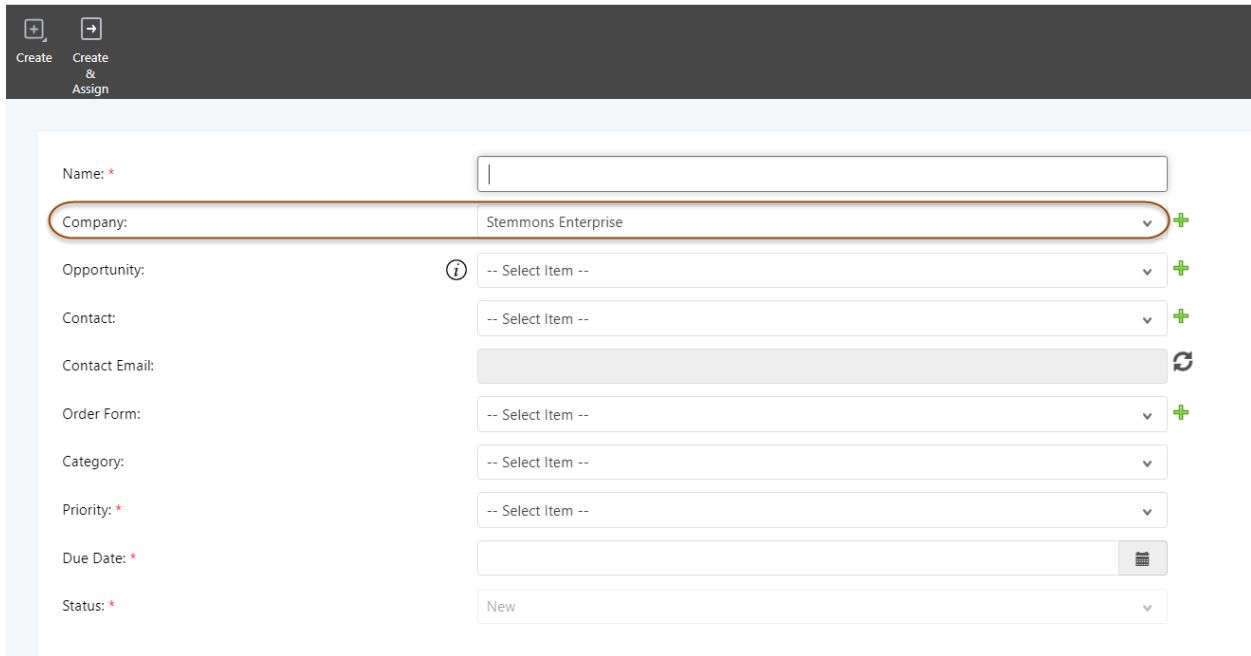 Create
Create
&
Assign
Name: *
Company: Stemmons Enterprise
Opportunity: i -- Select Item --
Contact: -- Select Item --
Contact Email:
Order Form: -- Select Item --
Category: -- Select Item --
Priority: * -- Select Item --
Due Date: *
Status: * New